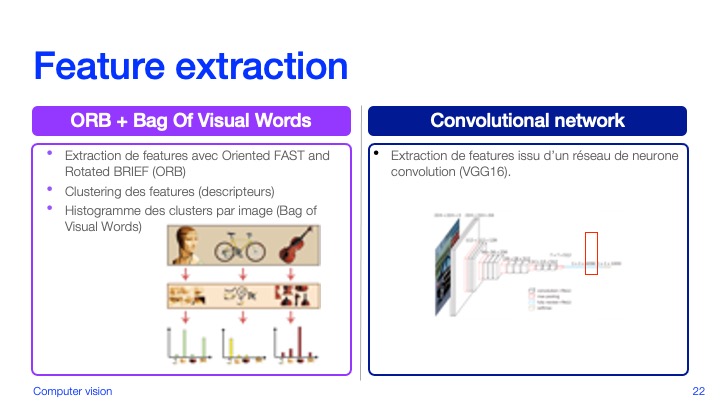 Feature extraction
ORB + Bag Of Visual Words
• Extraction de features avec Oriented FAST and
Rotated BRIEF (ORB)
• Clustering des features (descripteurs)
• Histogramme des clusters par image (Bag of
Visual Words)
Convolutional network
• Extraction de features issu d'un réseau de neurone
convolution (VGG16).
Computer vision
22